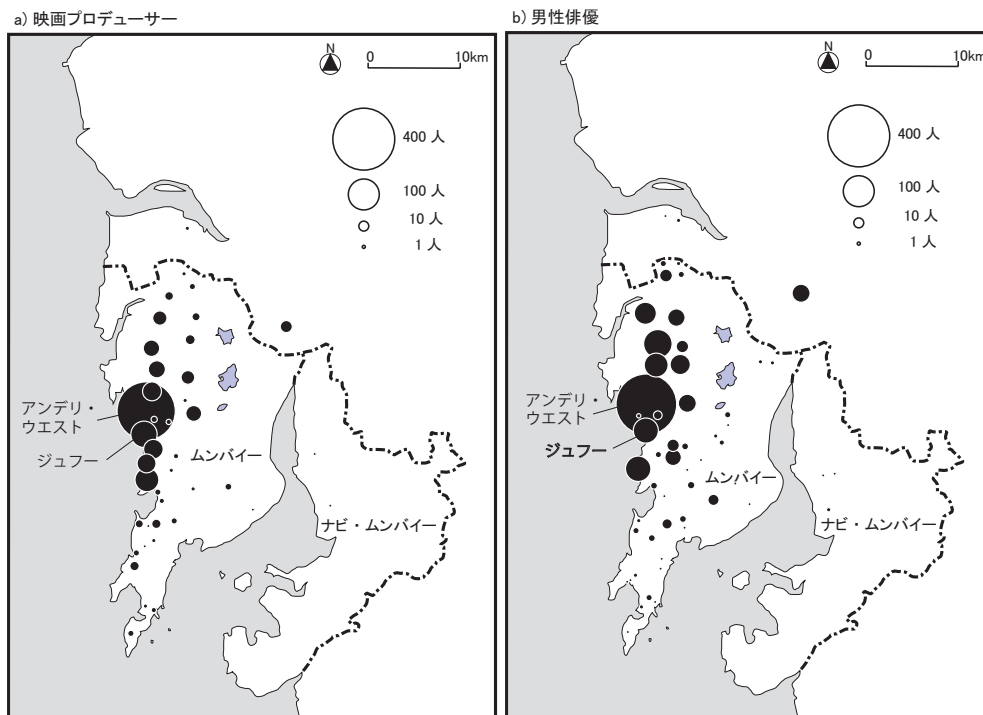 a) 映画プロデューサー
N
0
10km
400 人
100 人
10 人
1 人
アンデリ・
ウエスト
ジュフー
ムンバイー
ナビ・ムンバイー
b) 男性俳優
N
0
10km
400 人
100 人
10 人
1 人
アンデリ・
ウエスト
ジュフー
ムンバイー
ナビ・ムンバイー